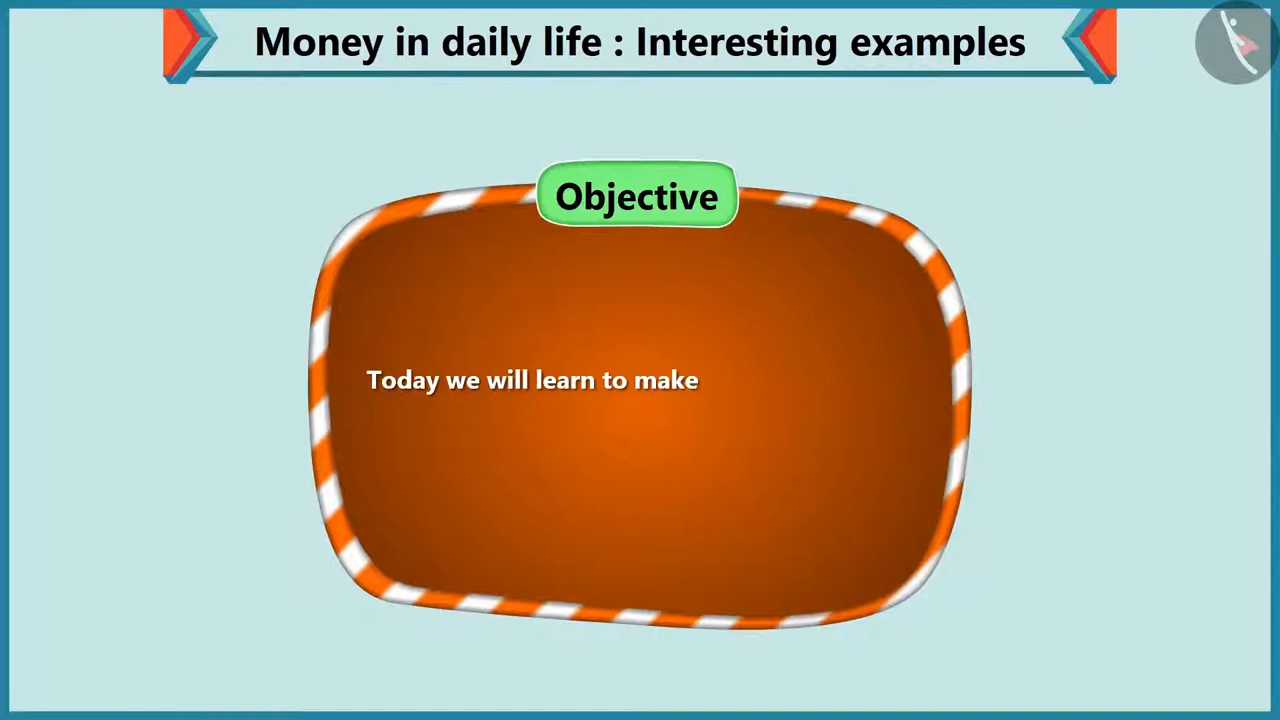 Money in daily life : Interesting examples
Objective
Today we will learn to make